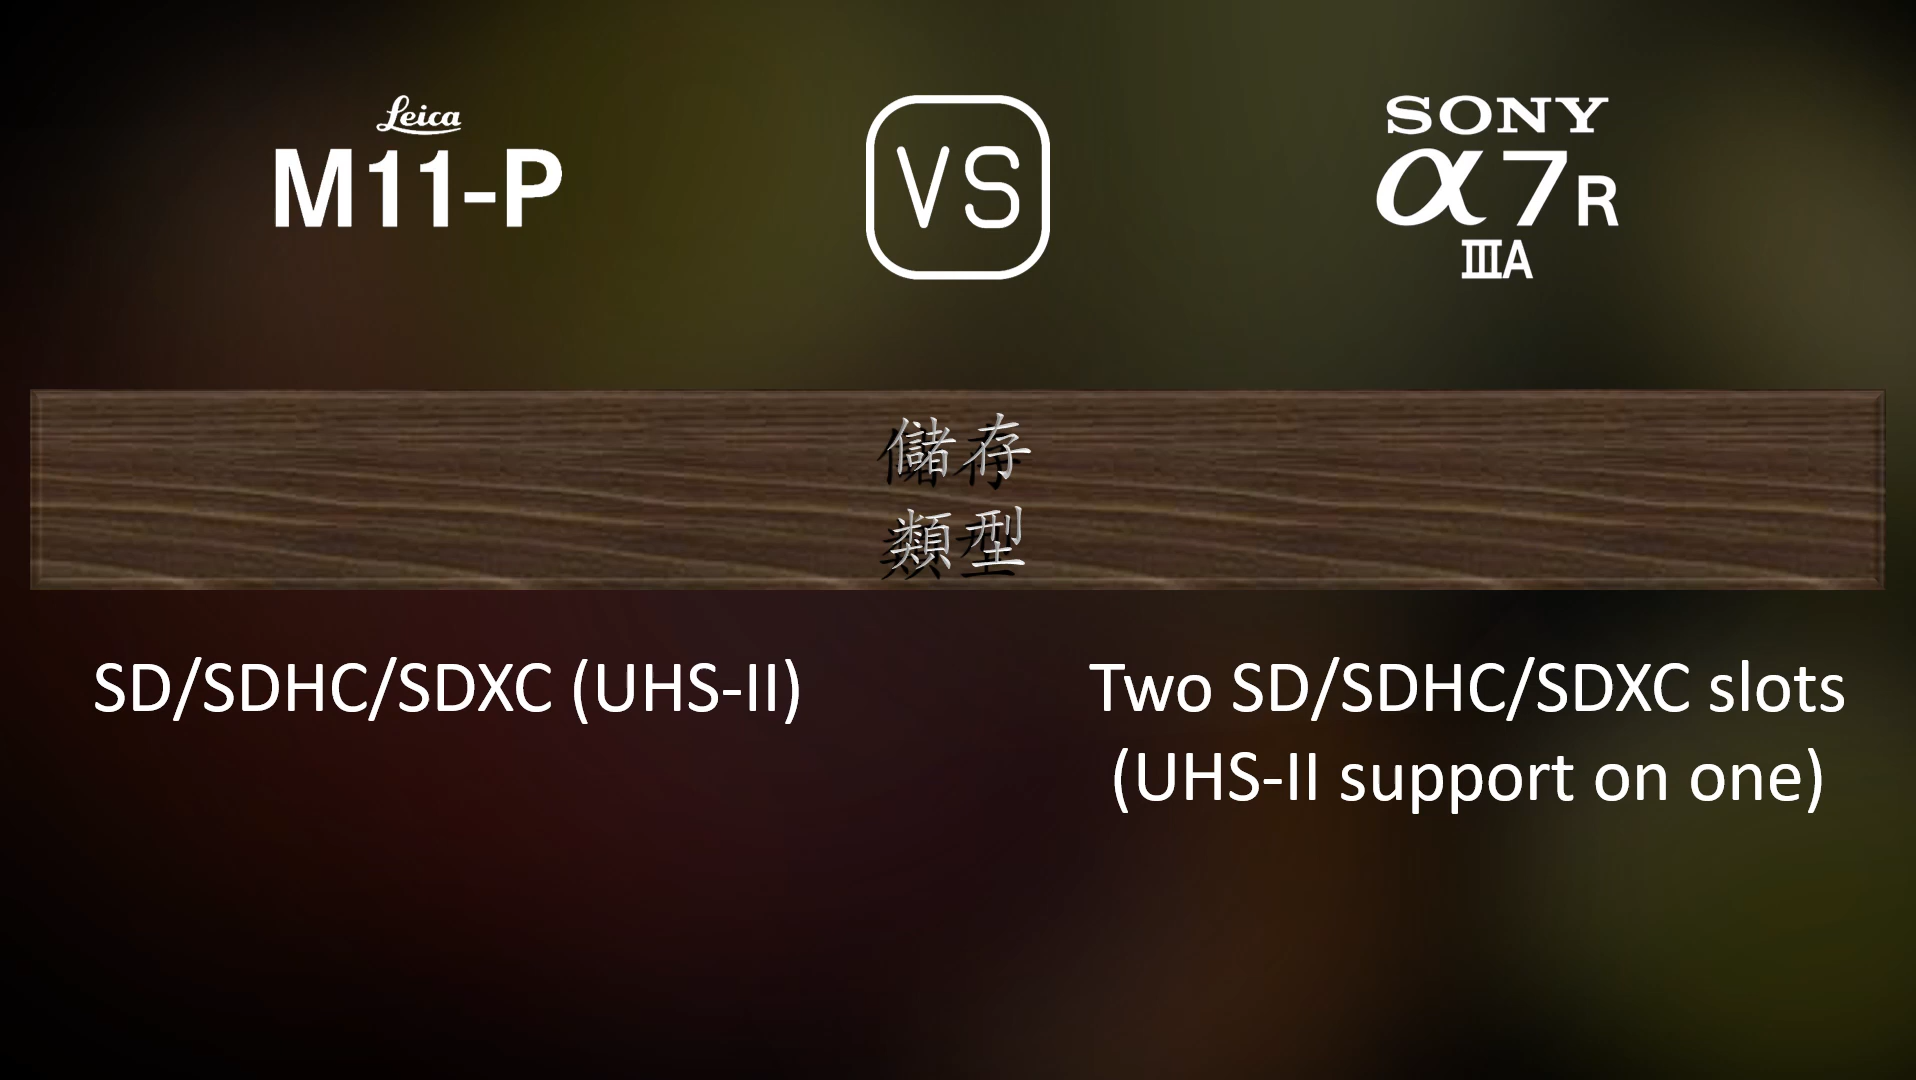 Leica
M11-P
VS
SONY
α7R
IIIA
儲存
類型
SD/SDHC/SDXC (UHS-II)
Two SD/SDHC/SDXC slots
(UHS-II support on one)